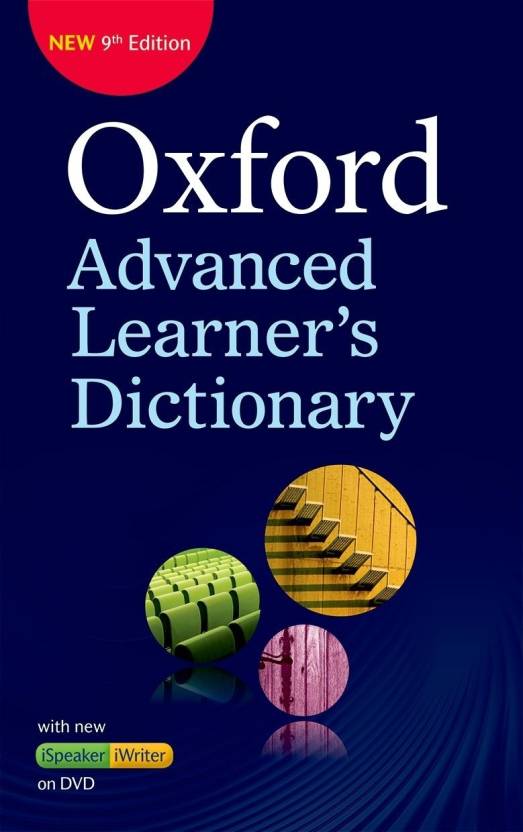 NEW 9th Edition
Oxford
Advanced
Learner's
Dictionary
with new
iSpeaker iWriter
on DVD